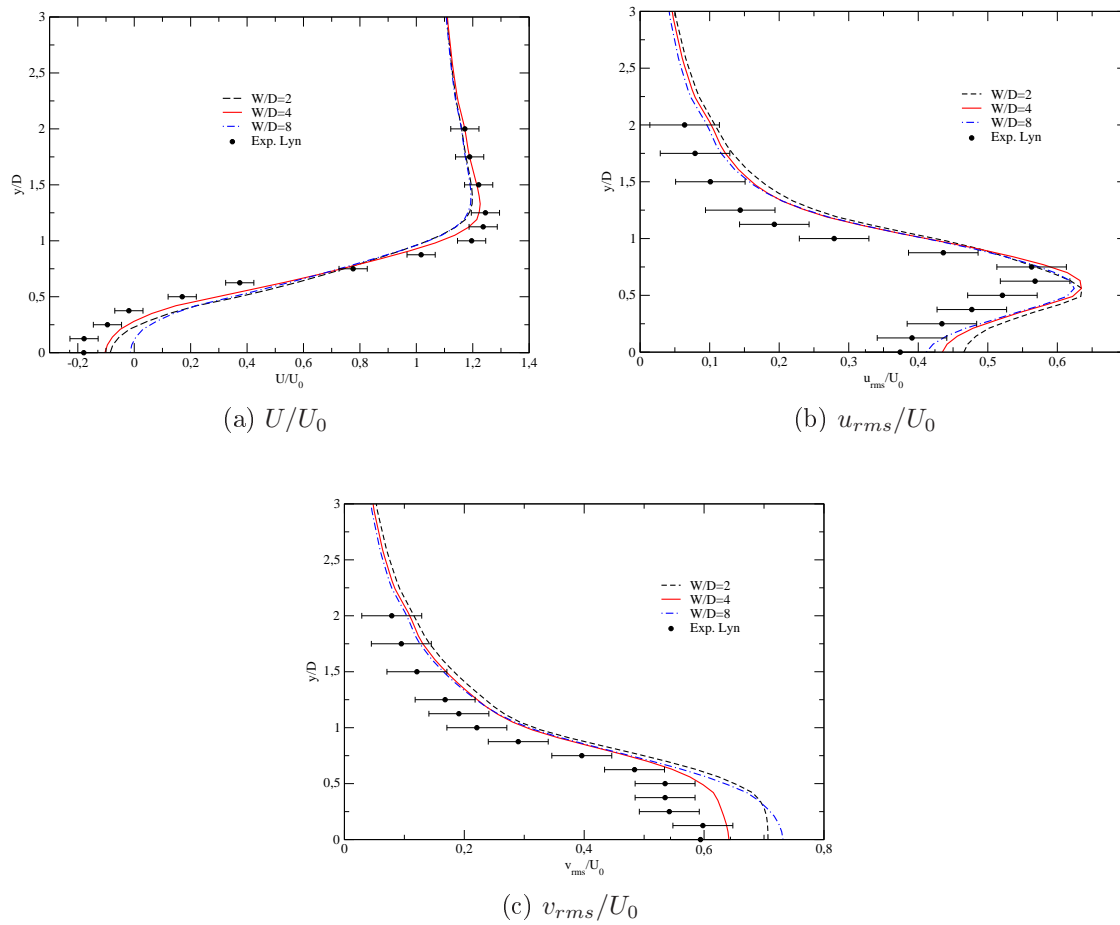 3
2,5
2
1,5
1
0,5
0
y/D
W/D=2
W/D=4
W/D=8
Exp. Lyn
-0,2 0 0,2 0,4 0,6 0,8 1 1,2 1,4
U/U0
(a) U/U0
3
2,5
2
1,5
1
0,5
0
y/D
W/D=2
W/D=4
W/D=8
Exp. Lyn
0 0,1 0,2 0,3 0,4 0,5 0,6
urms/U0
(b) urms/U0
3
2,5
2
1,5
1
0,5
0
y/D
W/D=2
W/D=4
W/D=8
Exp. Lyn
0 0,2 0,4 0,6 0,8
vrms/U0
(c) vrms/U0